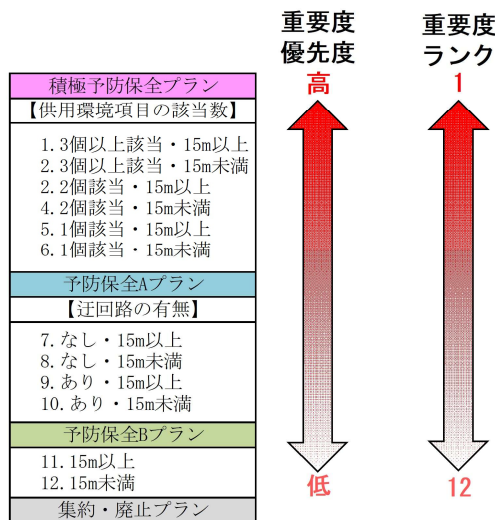 重要度
優先度
高
重要度
ランク
1
積極予防保全プラン
【供用環境項目の該当数】
1.3個以上該当・15m以上
2.3個以上該当・15m未満
2.2個該当・15m以上
4.2個該当・15m未満
5.1個該当・15m以上
6.1個該当・15m未満
予防保全Aプラン
【迂回路の有無】
7.なし・15m以上
8.なし・15m未満
9.あり・15m以上
10.あり・15m未満
予防保全Bプラン
11.15m以上
12.15m未満
集約・廃止プラン
低
12